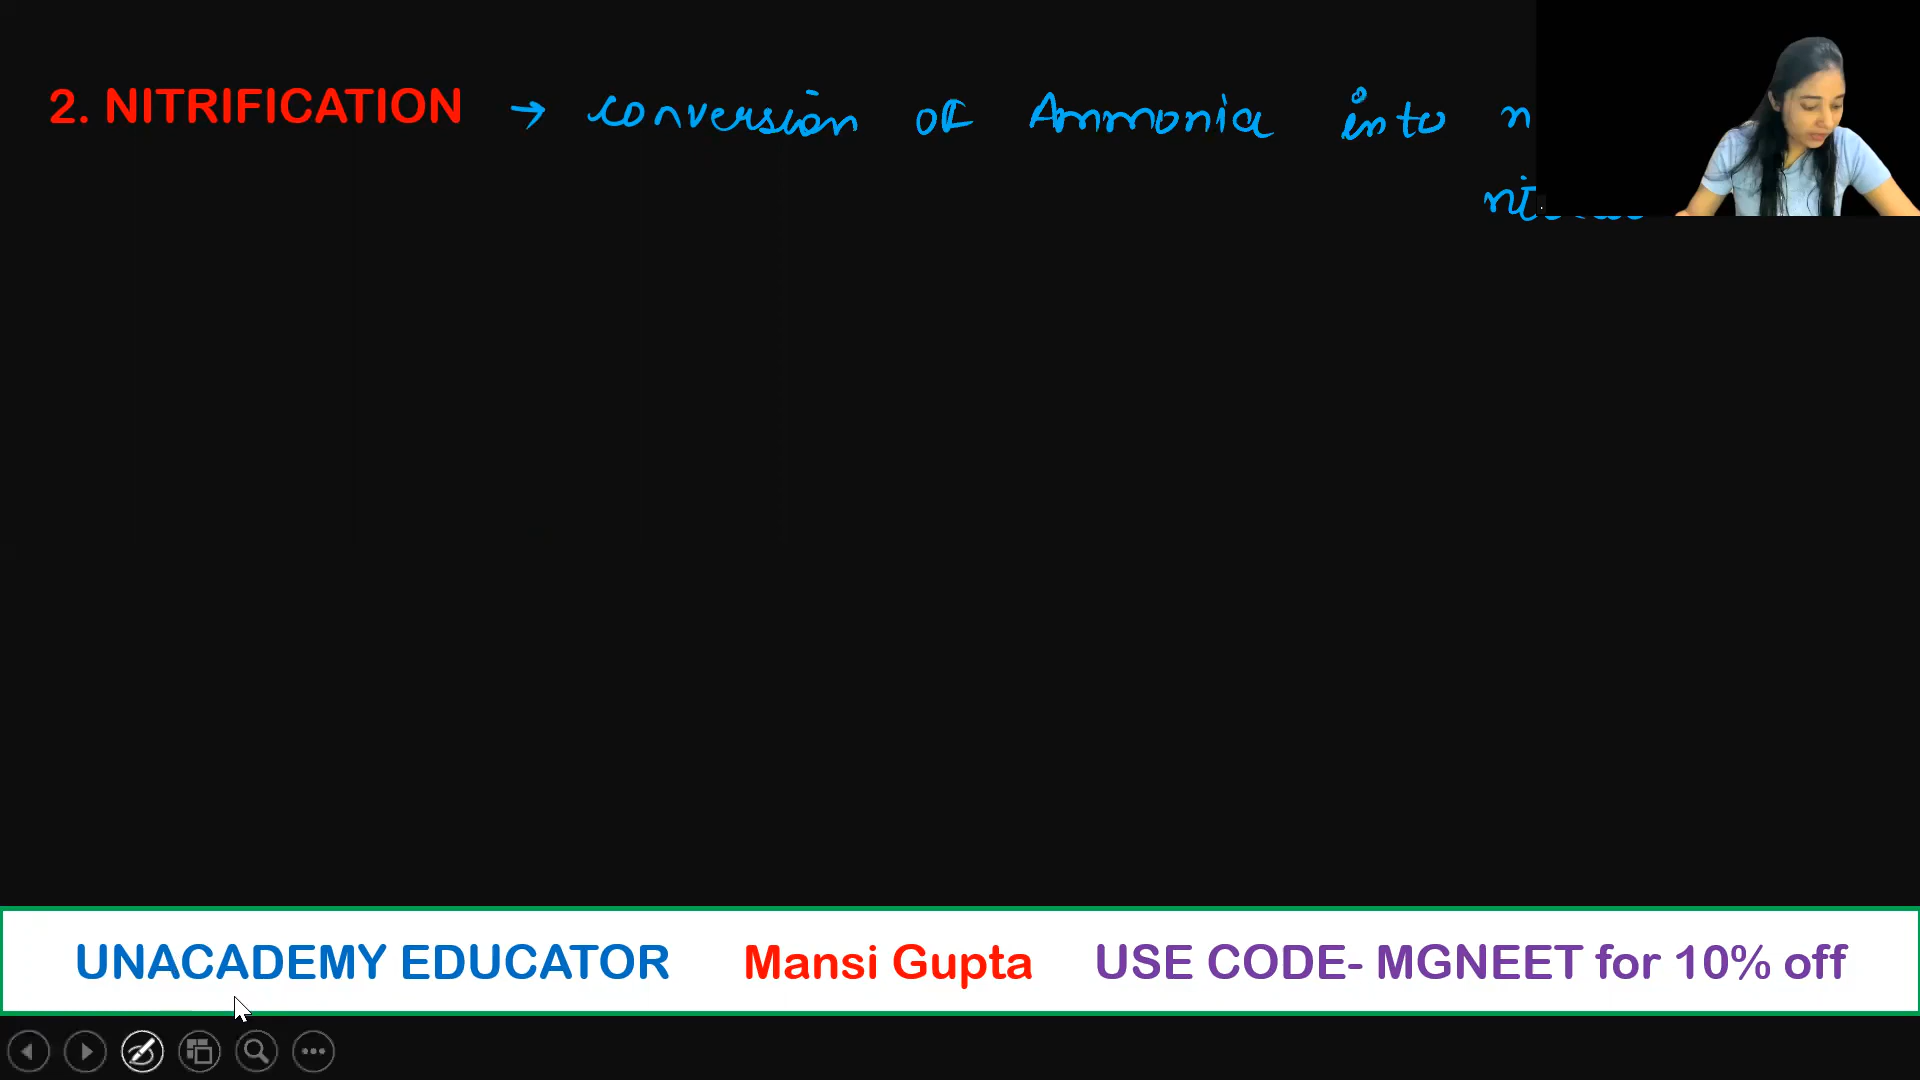 2. NITRIFICATION → conversion of Ammonia into n
UNACADEMY EDUCATOR Mansi Gupta USE CODE- MGNEET for 10% off